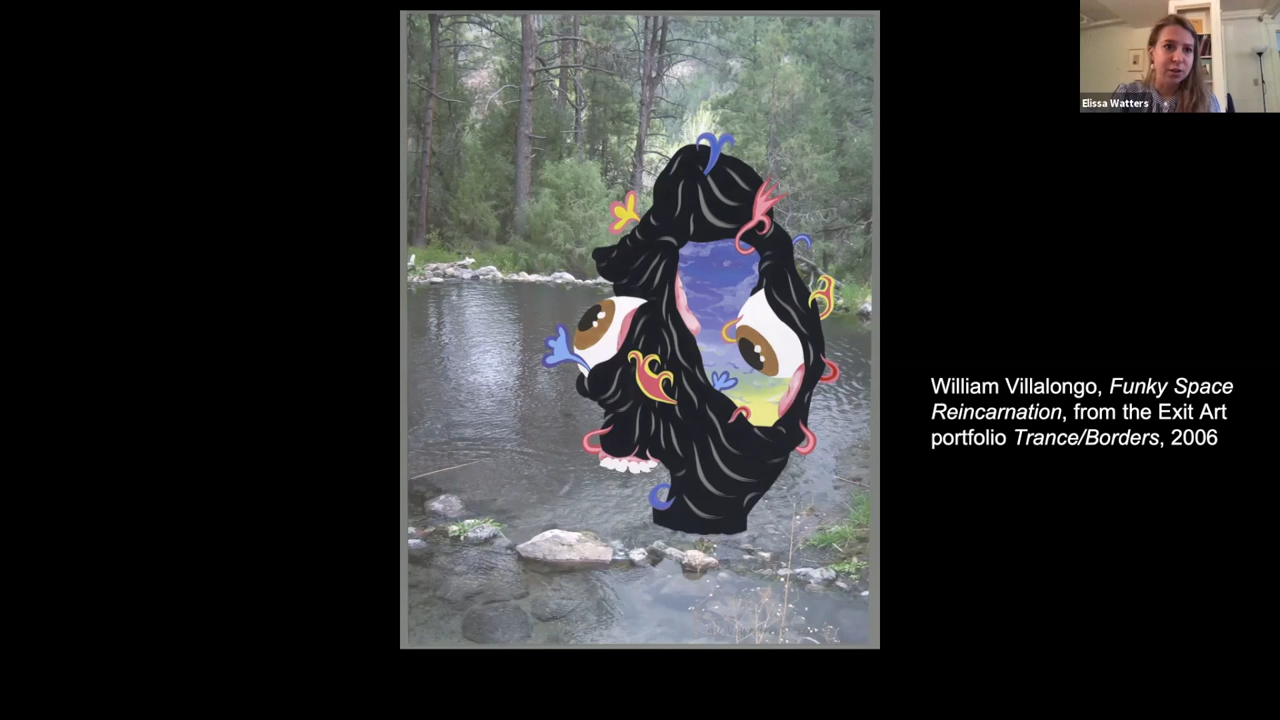 Elissa Watters
William Villalongo, Funky Space
Reincarnation, from the Exit Art
portfolio Trance/Borders, 2006